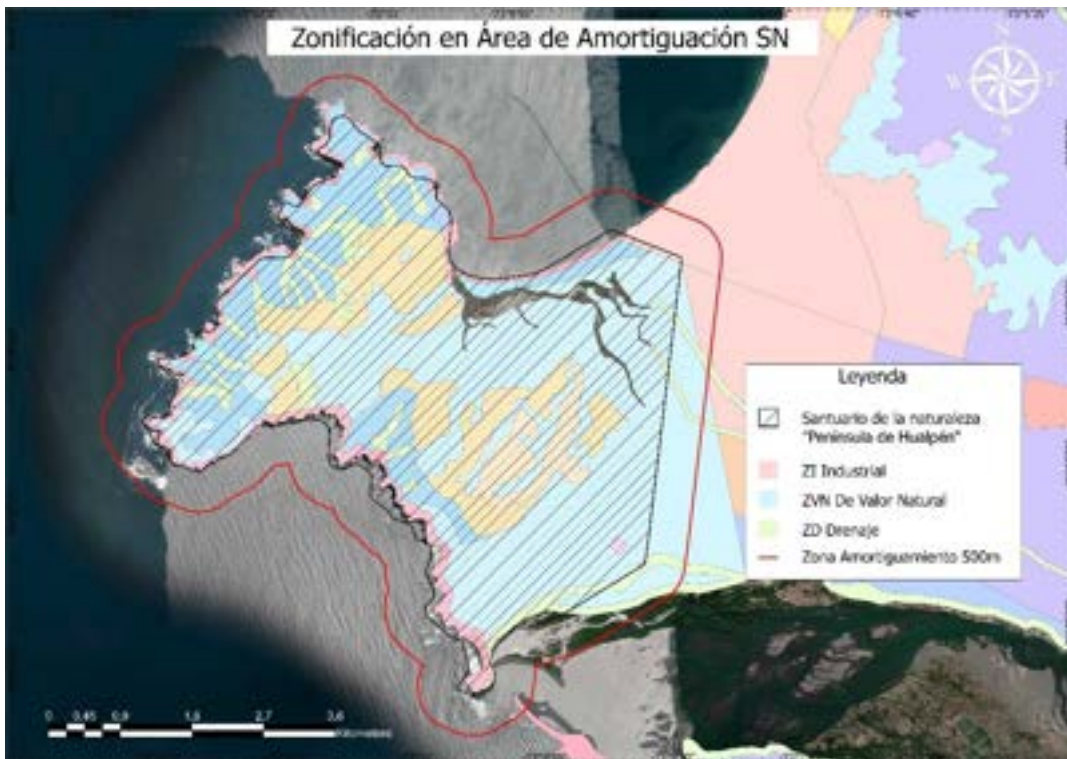 Zonificación en Área de Amortiguación SN
N
W
E
S
Leyenda
Santuario de la naturaleza
"Península de Hualpén"
ZI Industrial
ZVN De Valor Natural
ZD Drenaje
Zona Amortiguamiento 500m
0 0,45 0,9 1,8 2,7 3,6
Kilometers